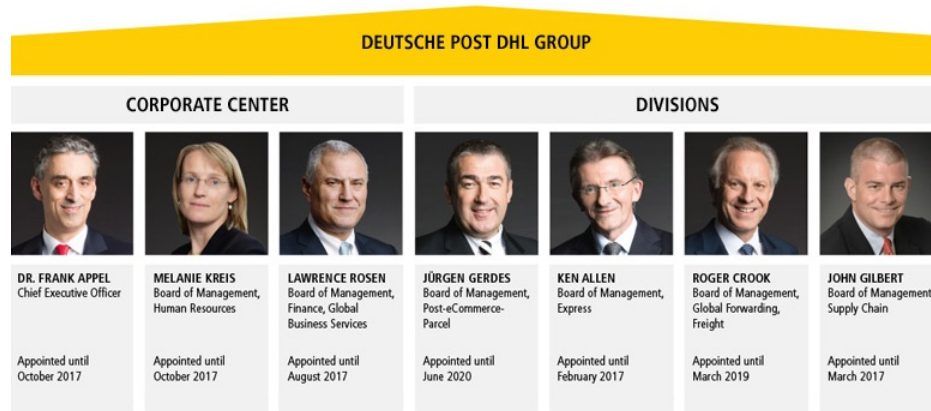 DEUTSCHE POST DHL GROUP
CORPORATE CENTER
DIVISIONS
DR. FRANK APPEL
Chief Executive Officer
Appointed until
October 2017
MELANIE KREIS
Board of Management,
Human Resources
Appointed until
October 2017
LAWRENCE ROSEN
Board of Management,
Finance, Global
Business Services
Appointed until
August 2017
JÜRGEN GERDES
Board of Management,
Post-eCommerce-
Parcel
Appointed until
June 2020
KEN ALLEN
Board of Management,
Express
Appointed until
February 2017
ROGER CROOK
Board of Management,
Global Forwarding,
Freight
Appointed until
March 2019
JOHN GILBERT
Board of Management
Supply Chain
Appointed until
March 2017